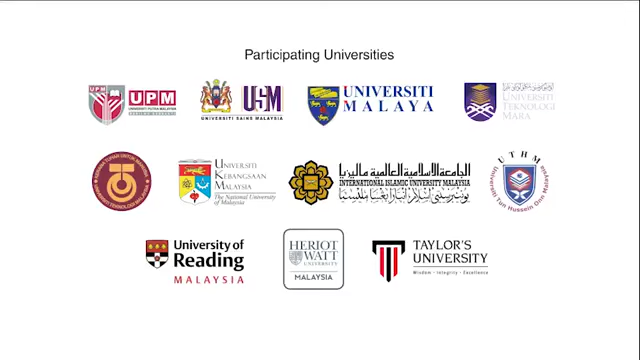 Participating Universities
UPM
UPM
UNIVERSITI PUTRA MALAYSIA
USM
UNIVERSITI SAINS MALAYSIA
UNIVERSITI
MALAYA
UNIVERSITI
TEKNOLOGI
MARA
UNIVERSITI
KEBANGSAAN
MALAYSIA
The National University
of Malaysia
الجامعة الإسلامية العالمية ماليزيا
INTERNATIONAL ISLAMIC UNIVERSITY MALAYSIA
UTHM
Universiti Tun Hussein Onn Malaysia
University of
Reading
MALAYSIA
HERIOT
WATT
UNIVERSITY
MALAYSIA
TAYLOR'S
UNIVERSITY
Wisdom · Integrity · Excellence